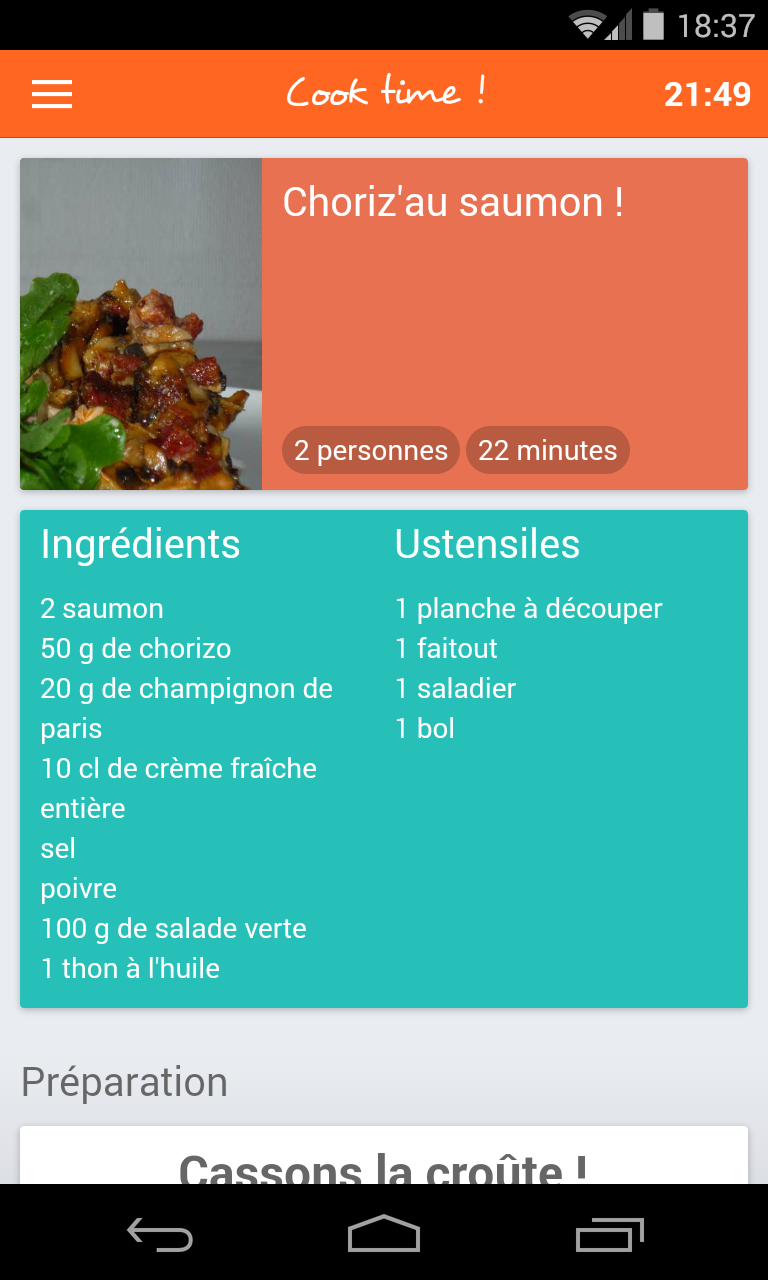 18:37
Cook time !
21:49
Choriz'au saumon !
2 personnes
22 minutes
Ingrédients
2 saumon
50 g de chorizo
20 g de champignon de
paris
10 cl de crème fraîche
entière
sel
poivre
100 g de salade verte
1 thon à l'huile
Ustensiles
1 planche à découper
1 faitout
1 saladier
1 bol
Préparation
Cassons la croûte !